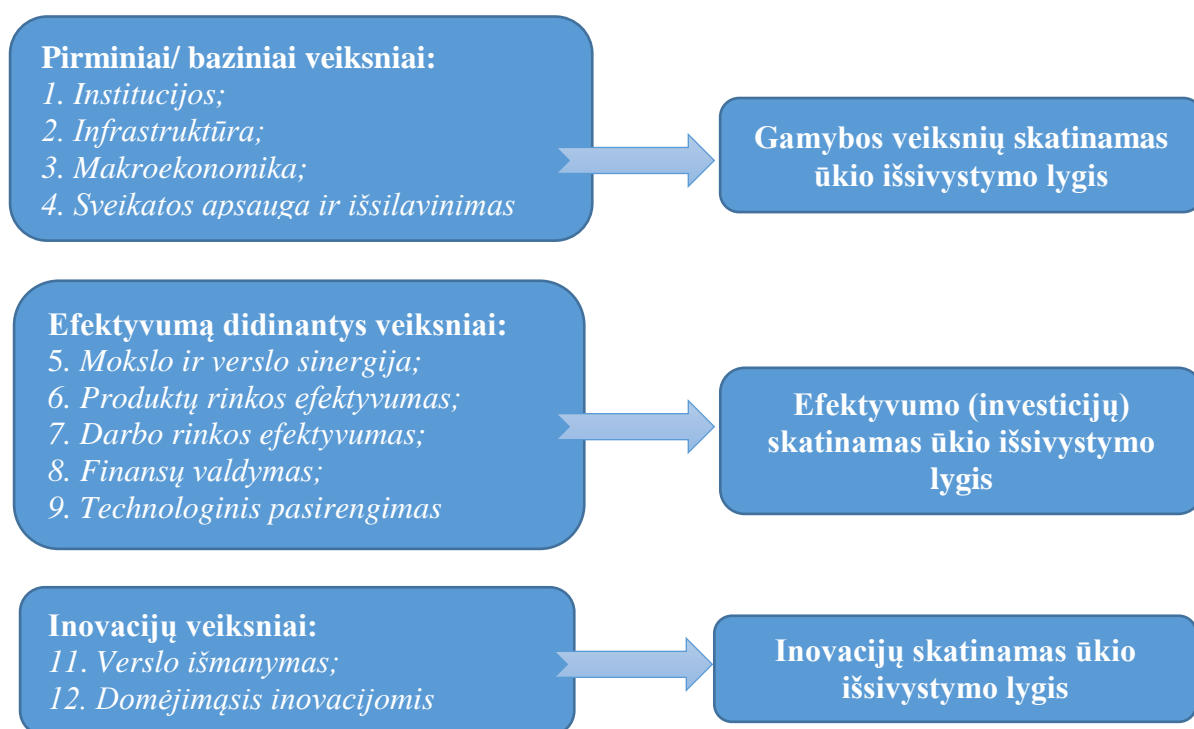 Pirminiai/ baziniai veiksniai:
1. Institucijos;
2. Infrastruktūra;
3. Makroekonomika;
4. Sveikatos apsauga ir išsilavinimas
Gamybos veiksnių skatinamas
ūkio išsivystymo lygis
Efektyvumą didinantys veiksniai:
5. Mokslo ir verslo sinergija;
6. Produktų rinkos efektyvumas;
7. Darbo rinkos efektyvumas;
8. Finansų valdymas;
9. Technologinis pasirengimas
Efektyvumo (investicijų)
skatinamas ūkio išsivystymo
lygis
Inovacijų veiksniai:
11. Verslo išmanymas;
12. Domėjimąsis inovacijomis
Inovacijų skatinamas ūkio
išsivystymo lygis